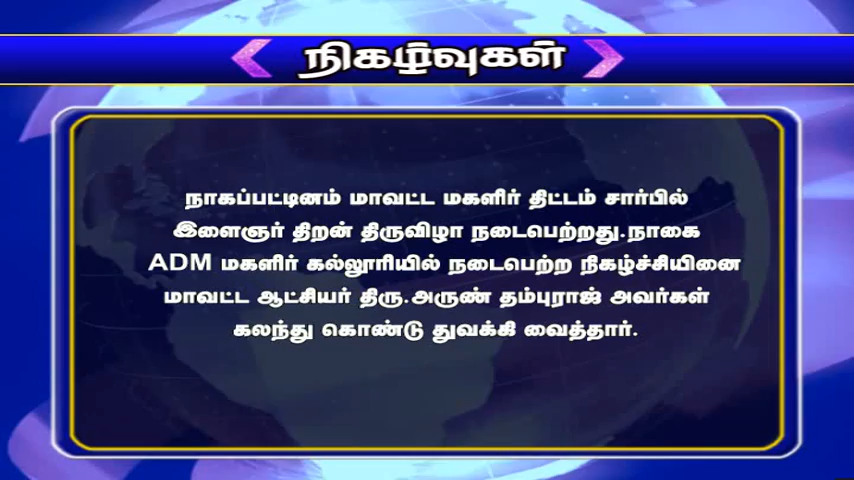 நிகழ்வுகள்
நாகப்பட்டினம் மாவட்ட மகளிர் திட்டம் சார்பில்
இளைஞர் திறன் திருவிழா நடைபெற்றது.நாகை
ADM மகளிர் கல்லூரியில் நடைபெற்ற நிகழ்ச்சியினை
மாவட்ட ஆட்சியர் திரு.அருண் தம்புராஜ் அவர்கள்
கலந்து கொண்டு துவக்கி வைத்தார்.